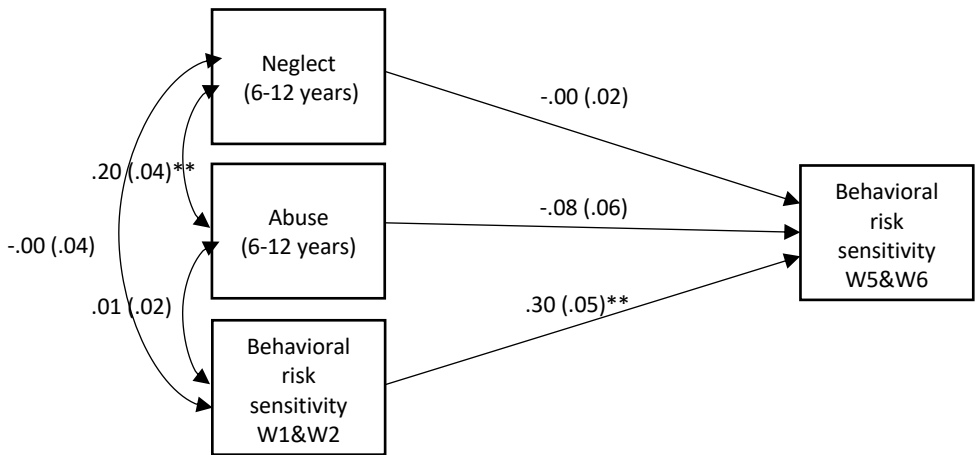 Neglect
(6-12 years)
-.00 (.02)
.20 (.04)**
Abuse
(6-12 years)
-.08 (.06)
Behavioral
risk
sensitivity
W5&W6
-.00 (.04)
.01 (.02)
.30 (.05)**
Behavioral
risk
sensitivity
W1&W2